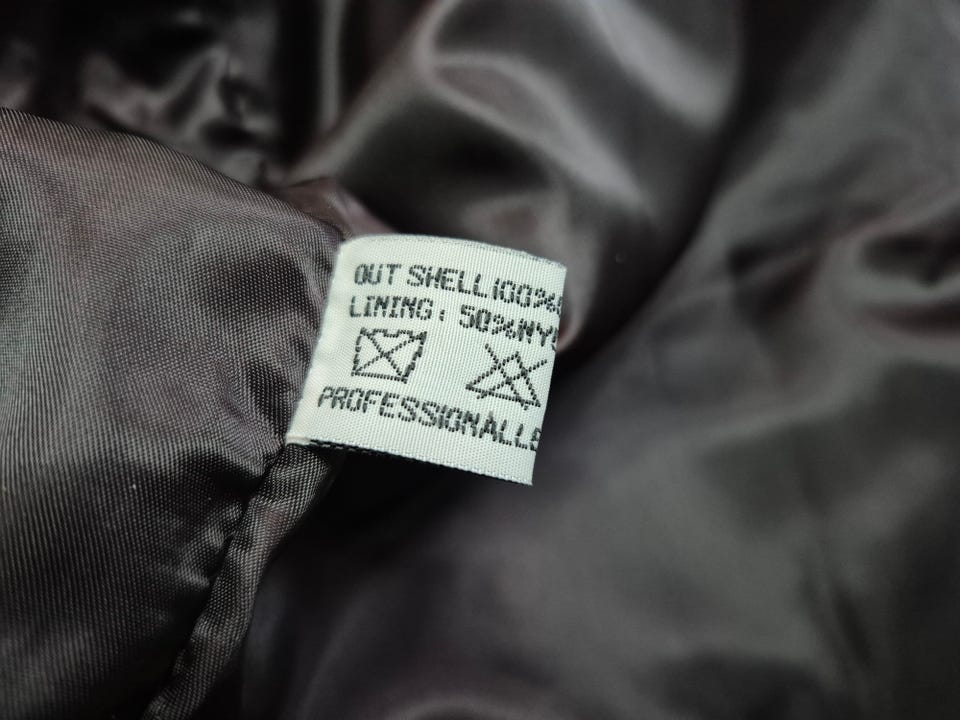 OUT SHELL100%
LINING: 50%NY
PROFESSIONALLE